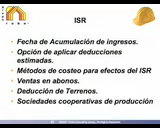 ISR
• Fecha de Acumulación de ingresos.
• Opción de aplicar deducciones
estimadas.
• Métodos de costeo para efectos del ISR
• Ventas en abonos.
• Deducción de Terrenos.
• Sociedades cooperativas de producción